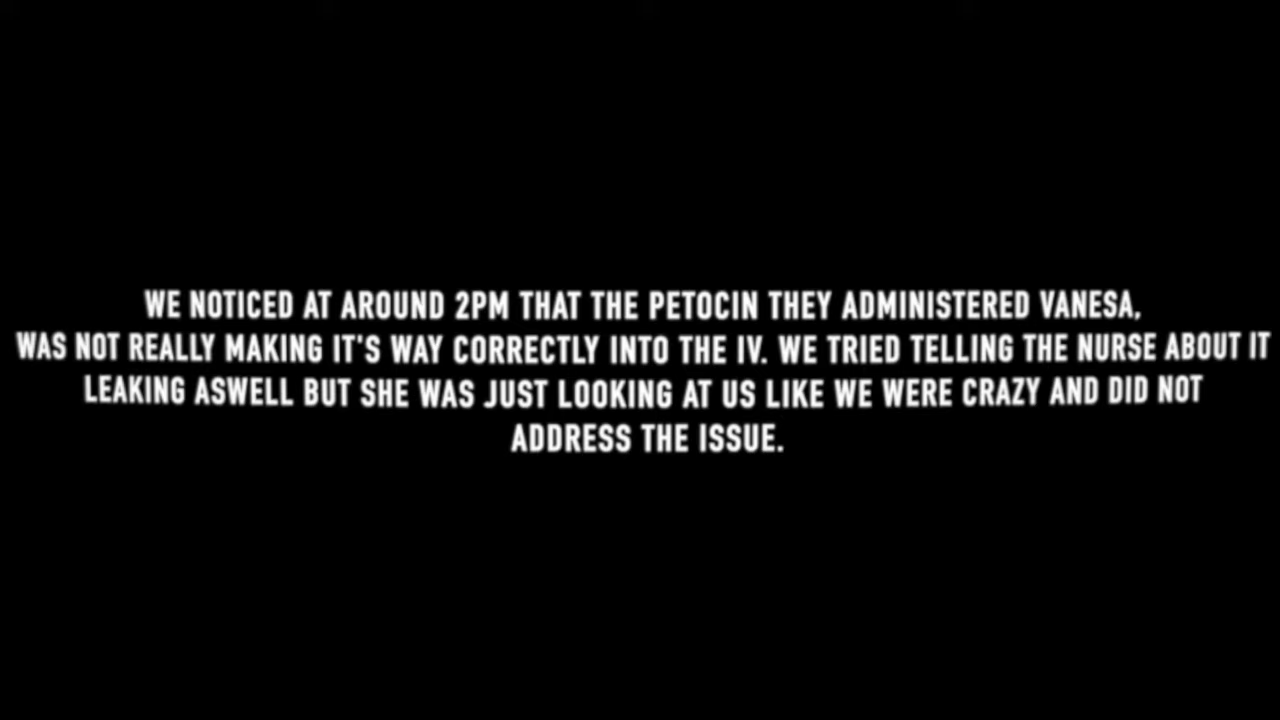 WE NOTICED AT AROUND 2PM THAT THE PETOCIN THEY ADMINISTERED VANESA,
WAS NOT REALLY MAKING IT'S WAY CORRECTLY INTO THE IV. WE TRIED TELLING THE NURSE ABOUT IT
LEAKING ASWELL BUT SHE WAS JUST LOOKING AT US LIKE WE WERE CRAZY AND DID NOT
ADDRESS THE ISSUE.